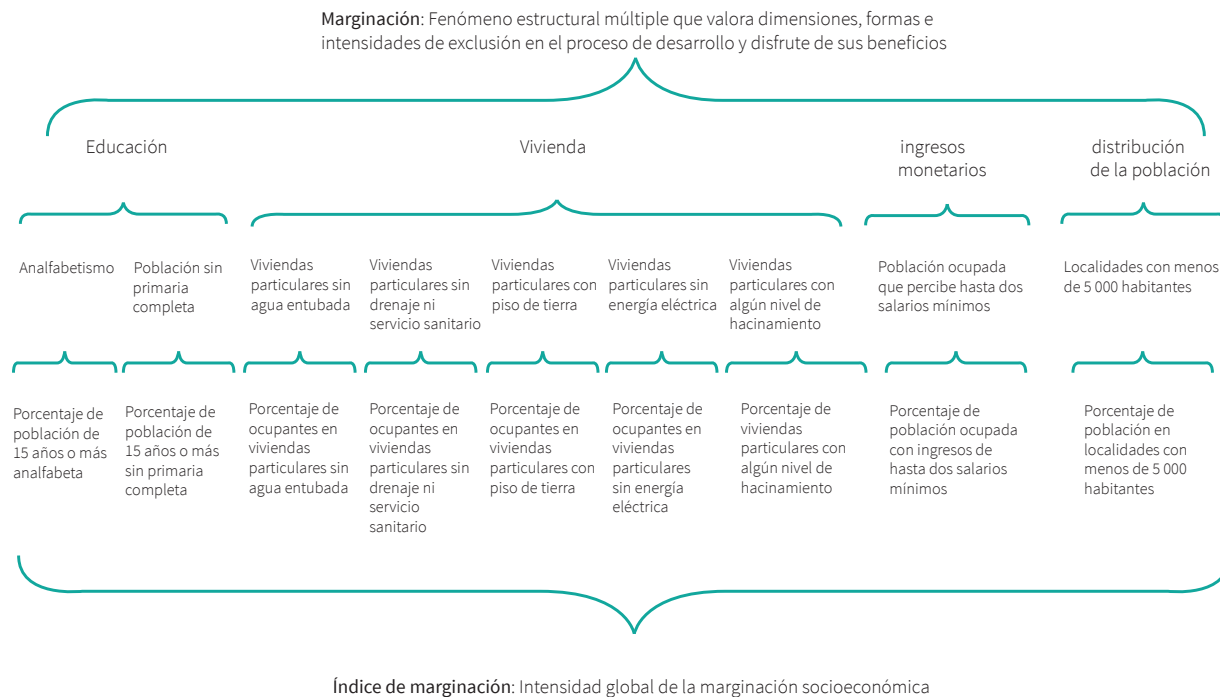 Marginación: Fenómeno estructural múltiple que valora dimensiones, formas e
intensidades de exclusión en el proceso de desarrollo y disfrute de sus beneficios
Educación
Vivienda
ingresos
monetarios
distribución
de la población
Analfabetismo
Población sin
primaria
completa
Viviendas
particulares sin
agua entubada
Viviendas
particulares sin
drenaje ni
servicio sanitario
Viviendas
particulares con
piso de tierra
Viviendas
particulares sin
energía eléctrica
Viviendas
particulares con
algún nivel de
hacinamiento
Población ocupada
que percibe hasta dos
salarios mínimos
Localidades con menos
de 5 000 habitantes
Porcentaje de
población de
15 años o más
analfabeta
Porcentaje de
población de
15 años o más
sin primaria
completa
Porcentaje de
ocupantes en
viviendas
particulares sin
agua entubada
Porcentaje de
ocupantes en
viviendas
particulares sin
drenaje ni
servicio
sanitario
Porcentaje de
ocupantes en
viviendas
particulares con
piso de tierra
Porcentaje de
ocupantes en
viviendas
particulares
sin energía
eléctrica
Porcentaje de
viviendas
particulares con
algún nivel de
hacinamiento
Porcentaje de
población ocupada
con ingresos de
hasta dos salarios
mínimos
Porcentaje de
población en
localidades con
menos de 5 000
habitantes
Índice de marginación: Intensidad global de la marginación socioeconómica